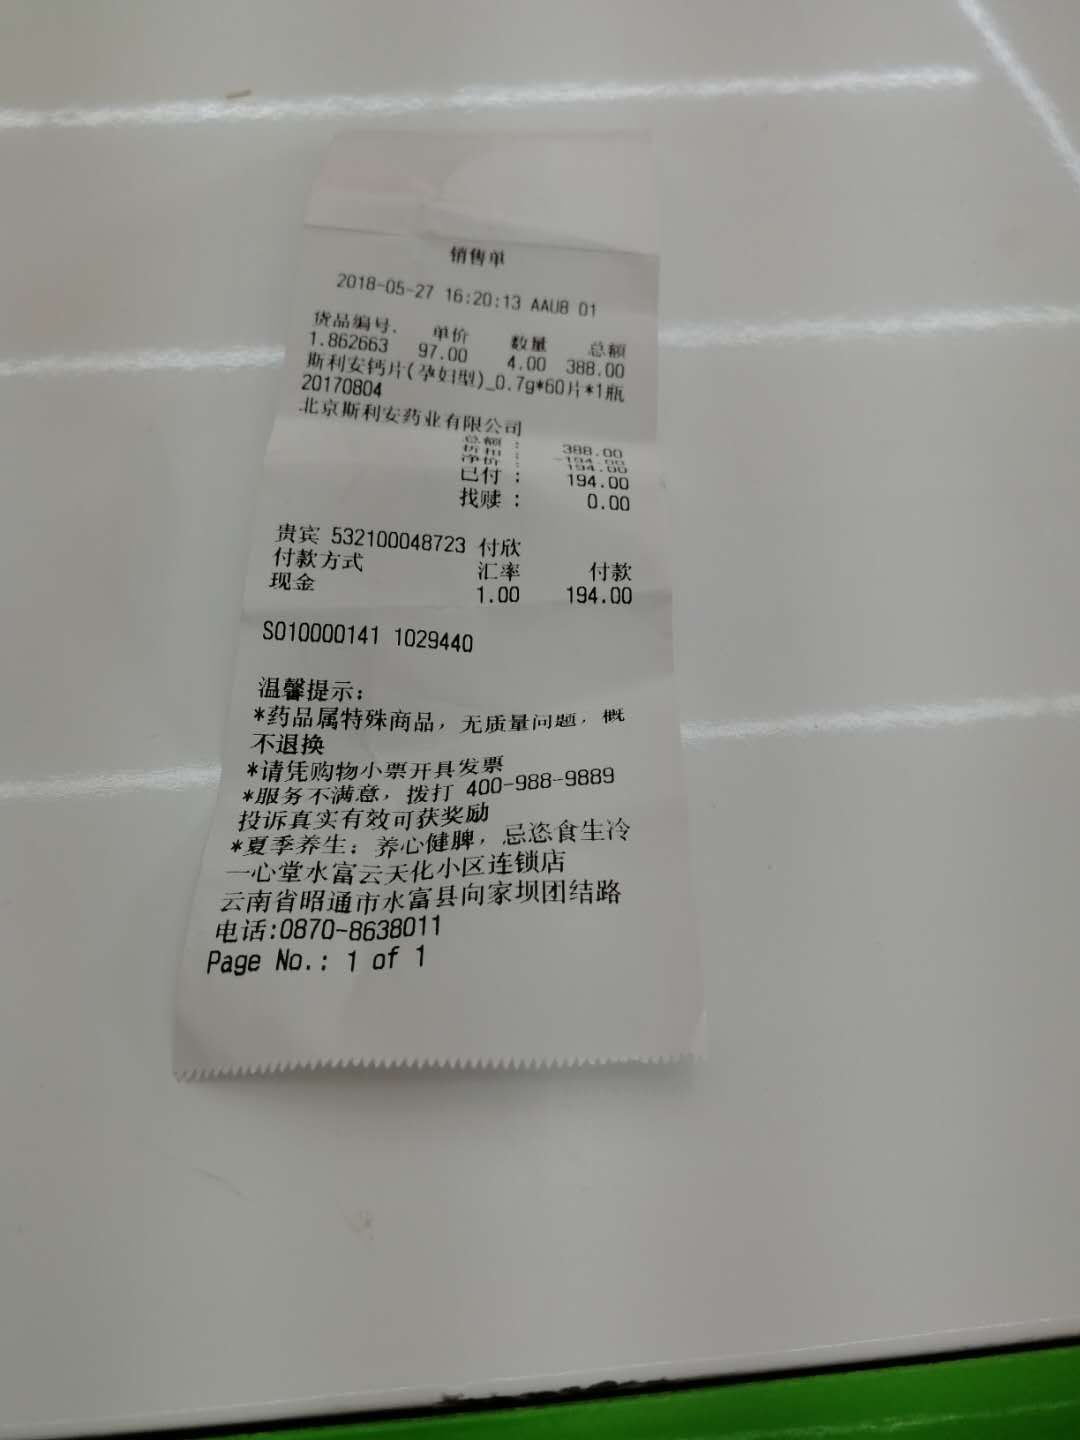 销售单
2018-05-27 16:20:13 AAU8 01
货品编号. 单价 数量 总额
1.862663 97.00 4.00 388.00
斯利安钙片(孕妇型)_0.7g*60片*1瓶
20170804
北京斯利安药业有限公司
总额： 388.00
折扣： -194.00
净价： 194.00
已付： 194.00
找赎： 0.00
贵宾 532100048723 付欣
付款方式 汇率 付款
现金 1.00 194.00
S010000141 1029440
温馨提示：
*药品属特殊商品，无质量问题，概
不退换
*请凭购物小票开具发票
*服务不满意，拨打 400-988-9889
投诉真实有效可获奖励
*夏季养生：养心健脾，忌恣食生冷
一心堂水富云天化小区连锁店
云南省昭通市水富县向家坝团结路
电话:0870-8638011
Page No.: 1 of 1